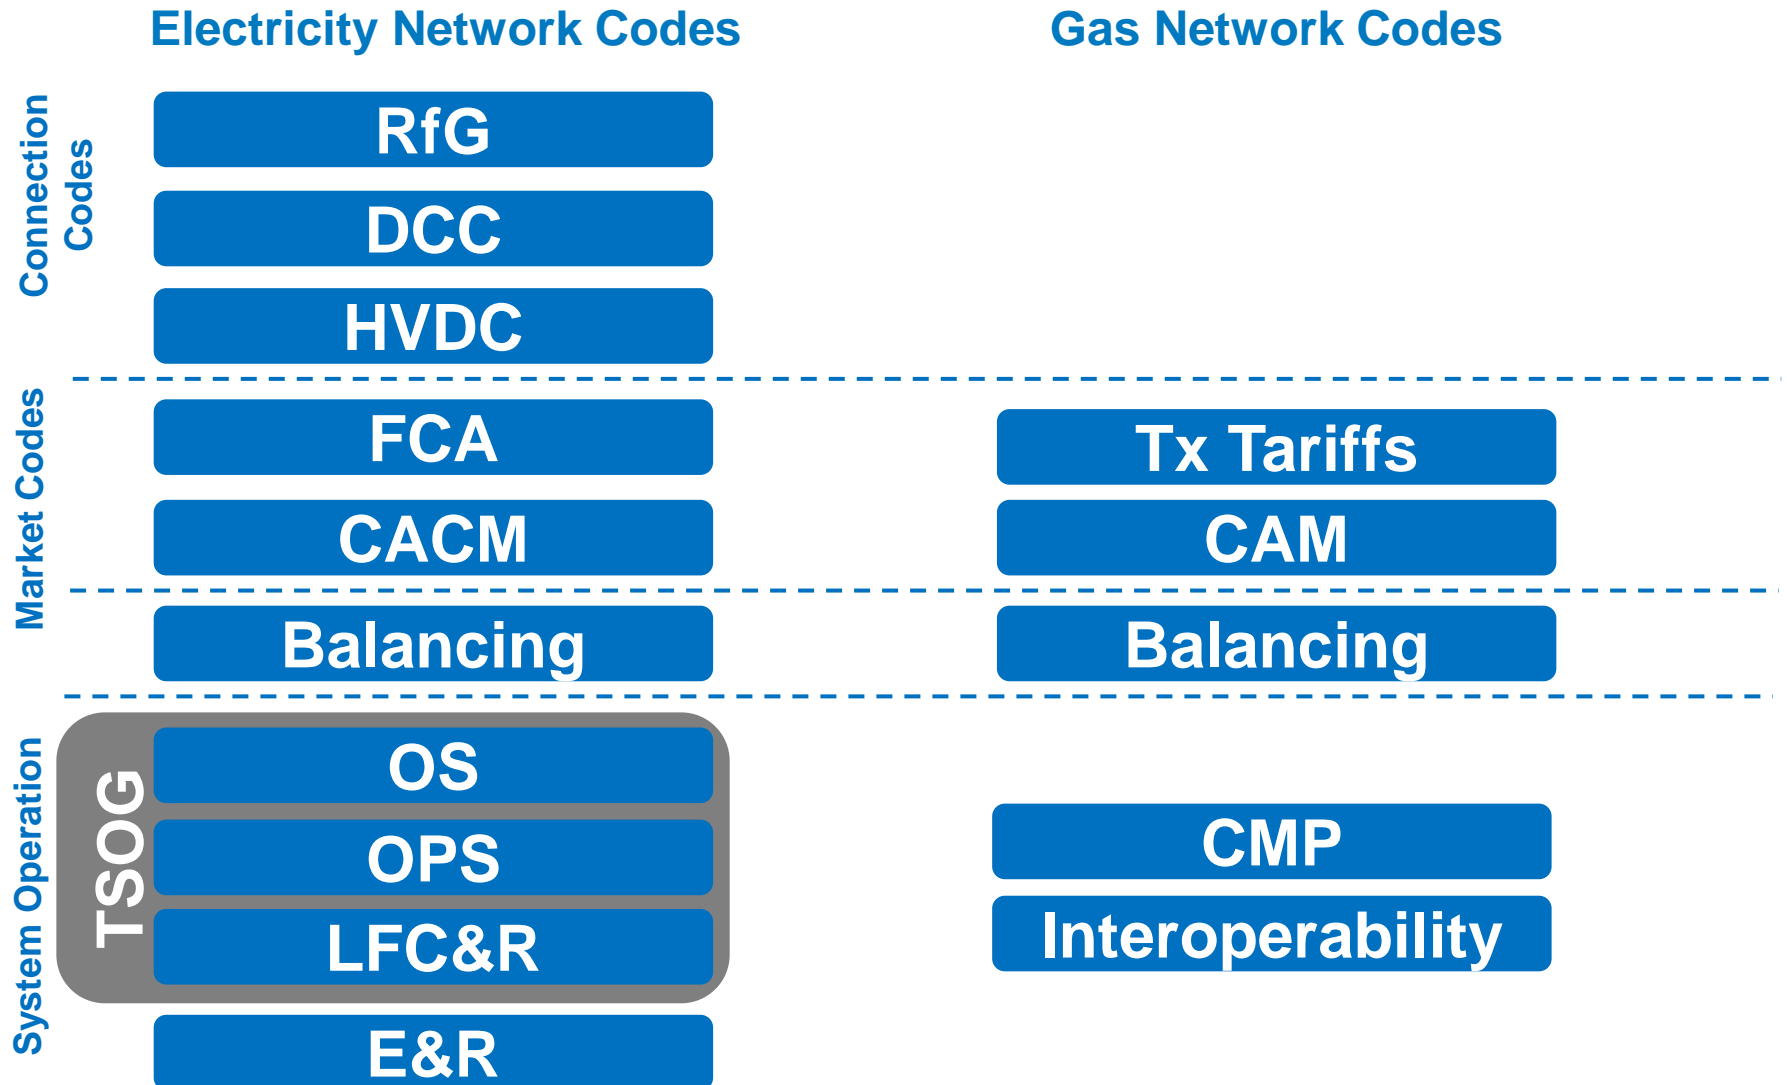 Electricity Network Codes
Gas Network Codes
Connection
Codes
RfG
DCC
HVDC
Market Codes
FCA
Tx Tariffs
CACM
CAM
Balancing
Balancing
System Operation
TSOG
OS
OPS
CMP
LFC&R
Interoperability
E&R